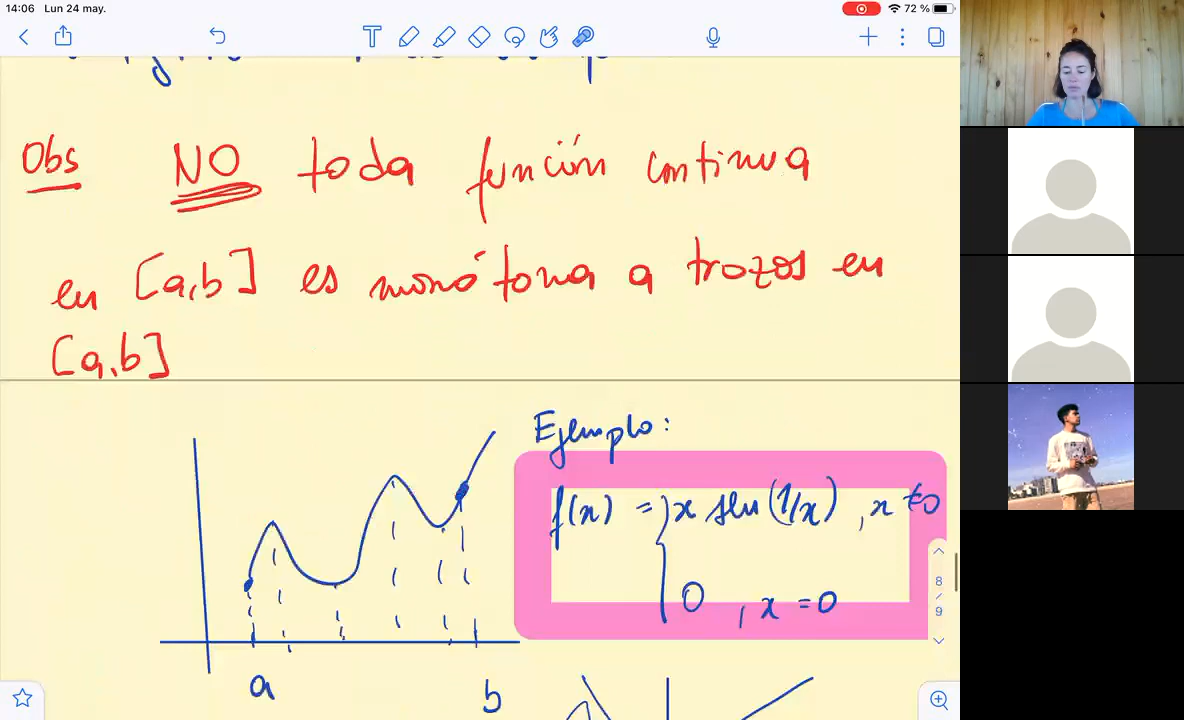 14:06 Lun 24 may.
72 %
Obs NO toda función continua
en [a,b] es monótona a trozos en
[a,b]
Ejemplo:
f(x) = { x sen(1/x) , x ≠ 0
0 , x = 0
a
b
8
/
9